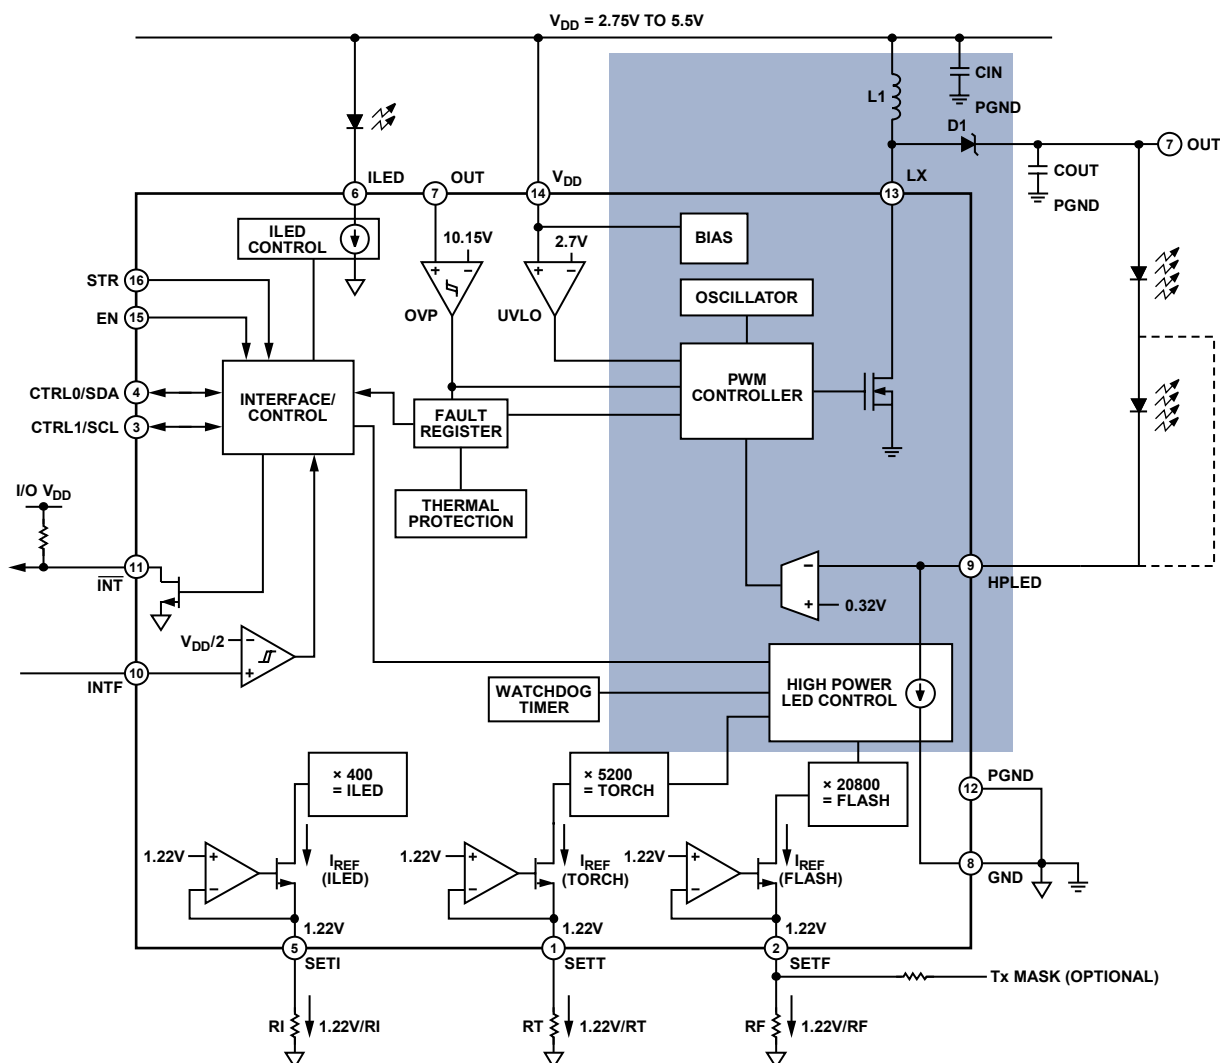 V_DD = 2.75V TO 5.5V
CIN
PGND
L1
D1
7 OUT
COUT
PGND
6 ILED
7 OUT
14 V_DD
13 LX
ILED
CONTROL
10.15V
+ −
2.7V
+ −
BIAS
OSCILLATOR
OVP
UVLO
STR 16
EN 15
CTRL0/SDA 4
CTRL1/SCL 3
INTERFACE/
CONTROL
FAULT
REGISTER
PWM
CONTROLLER
THERMAL
PROTECTION
I/O V_DD
11
I̅N̅T̅
V_DD/2 −
+
10
INTF
−
+ 0.32V
9
HPLED
WATCHDOG
TIMER
HIGH POWER
LED CONTROL
× 400
= ILED
× 5200
= TORCH
× 20800
= FLASH
PGND
12
8
GND
1.22V + −
I_REF
(ILED)
1.22V + −
I_REF
(TORCH)
1.22V + −
I_REF
(FLASH)
1.22V
1.22V
1.22V
5
SETI
1
SETT
2
SETF
Tx MASK (OPTIONAL)
RI 1.22V/RI
RT 1.22V/RT
RF 1.22V/RF